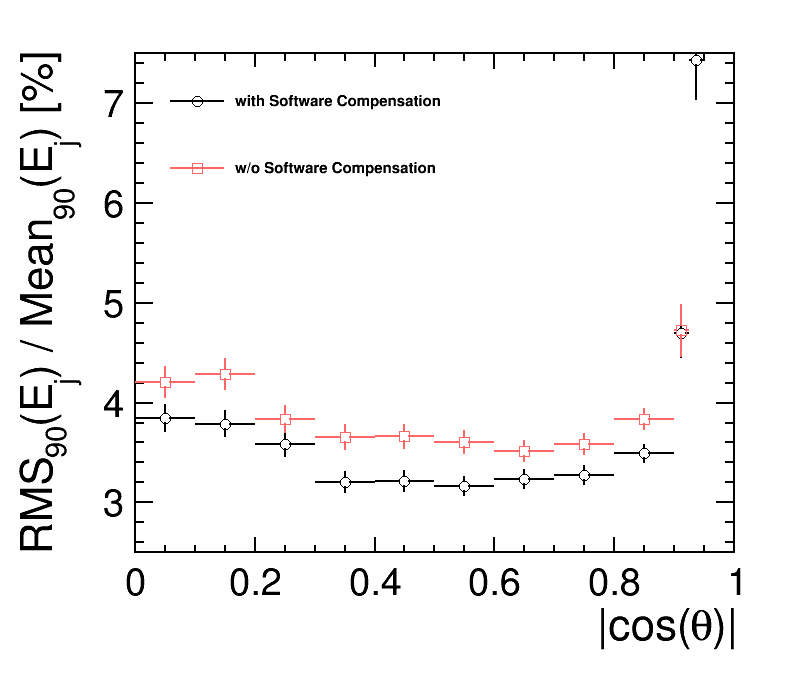 RMS90(Ej) / Mean90(Ej) [%]
7
6
5
4
3
with Software Compensation
w/o Software Compensation
0 0.2 0.4 0.6 0.8 1
|cos(θ)|